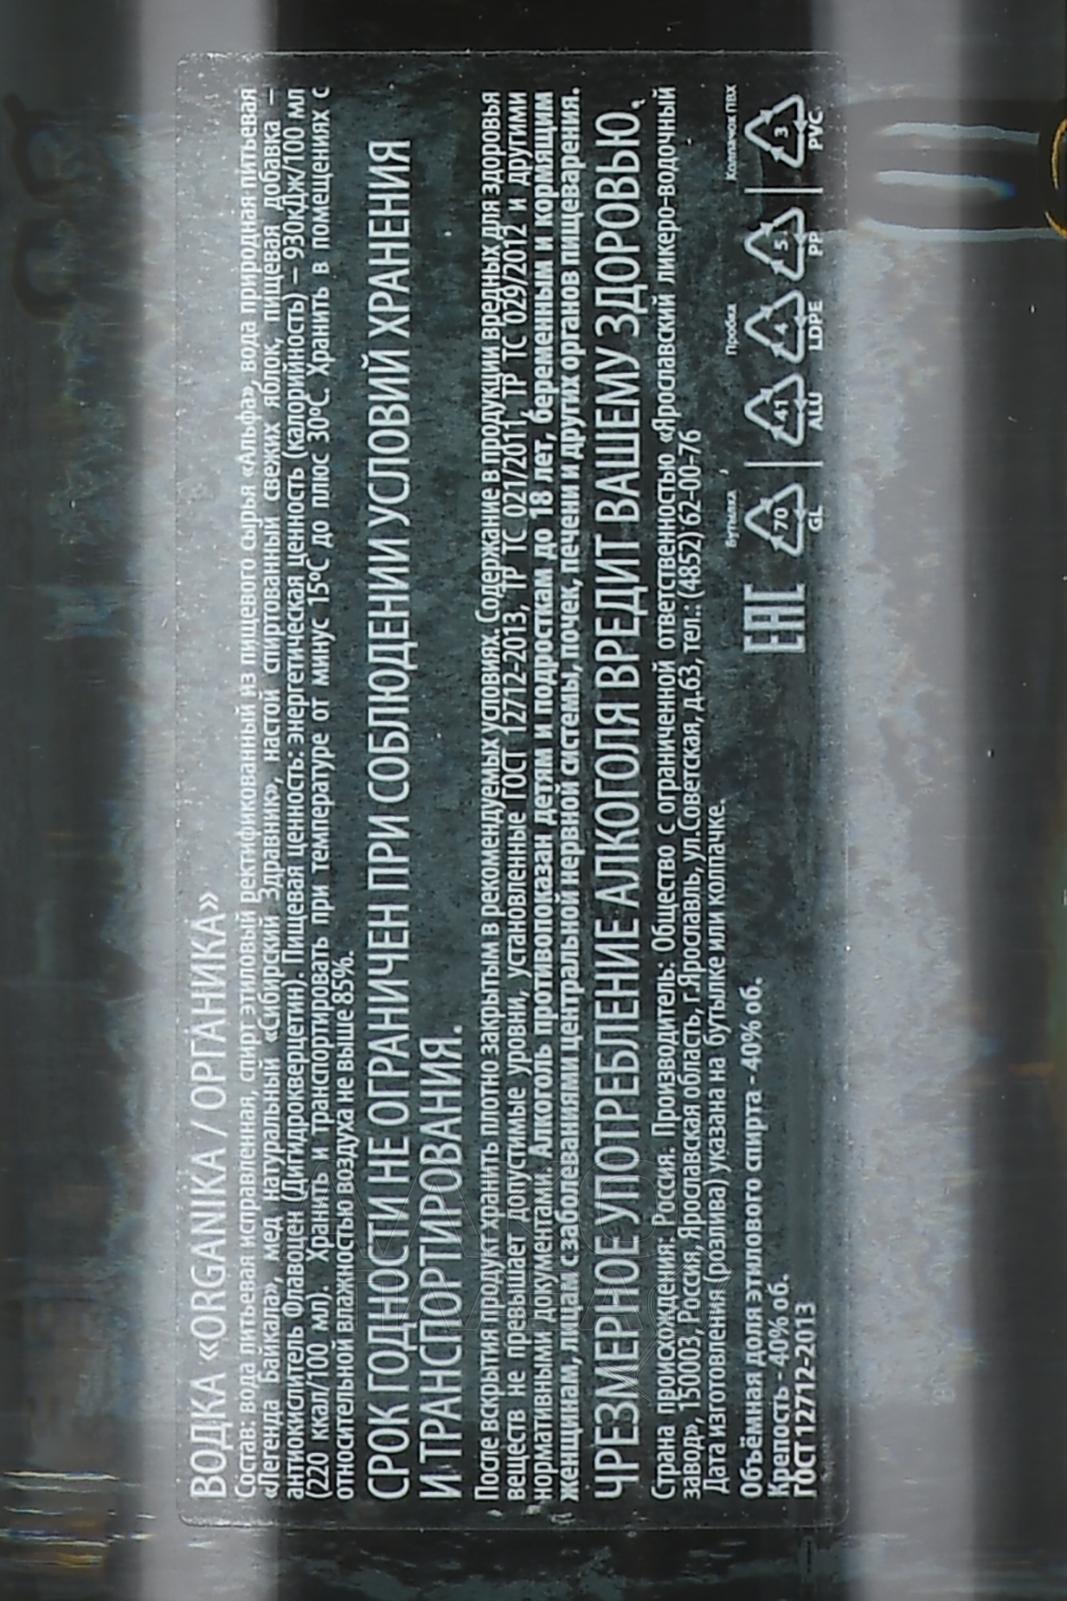 ВОДКА «ORGANIKA / ОРГАНИКА»
Состав: вода питьевая исправленная, спирт этиловый ректификованный из пищевого сырья «Альфа», вода природная питьевая
«Легенда Байкала», мед натуральный «Сибирский Здравник», настой спиртованный свежих яблок, пищевая добавка –
антиокислитель Флавоцен (Дигидрокверцетин). Пищевая ценность: энергетическая ценность (калорийность) – 930кДж/100 мл
(220 ккал/100 мл). Хранить и транспортировать при температуре от минус 15°С до плюс 30°С. Хранить в помещениях с
относительной влажностью воздуха не выше 85%.
СРОК ГОДНОСТИ НЕ ОГРАНИЧЕН ПРИ СОБЛЮДЕНИИ УСЛОВИЙ ХРАНЕНИЯ
И ТРАНСПОРТИРОВАНИЯ.
После вскрытия продукт хранить плотно закрытым в рекомендуемых условиях. Содержание в продукции вредных для здоровья
веществ не превышает допустимые уровни, установленные ГОСТ 12712-2013, ТР ТС 021/2011, ТР ТС 029/2012 и другими
нормативными документами. Алкоголь противопоказан детям и подросткам до 18 лет, беременным и кормящим
женщинам, лицам с заболеваниями центральной нервной системы, почек, печени и других органов пищеварения.
ЧРЕЗМЕРНОЕ УПОТРЕБЛЕНИЕ АЛКОГОЛЯ ВРЕДИТ ВАШЕМУ ЗДОРОВЬЮ.
Страна происхождения: Россия. Производитель: Общество с ограниченной ответственностью «Ярославский ликеро-водочный
завод», 150003, Россия, Ярославская область, г.Ярославль, ул.Советская, д.63, тел.: (4852) 62-00-76
Дата изготовления (розлива) указана на бутылке или колпачке.
Объёмная доля этилового спирта - 40% об.
Крепость - 40% об.
ГОСТ 12712-2013
EAC
Бутылка Пробка Колпачок ПВХ
70 41 4 5 3
GL ALU LDPE PP PVC